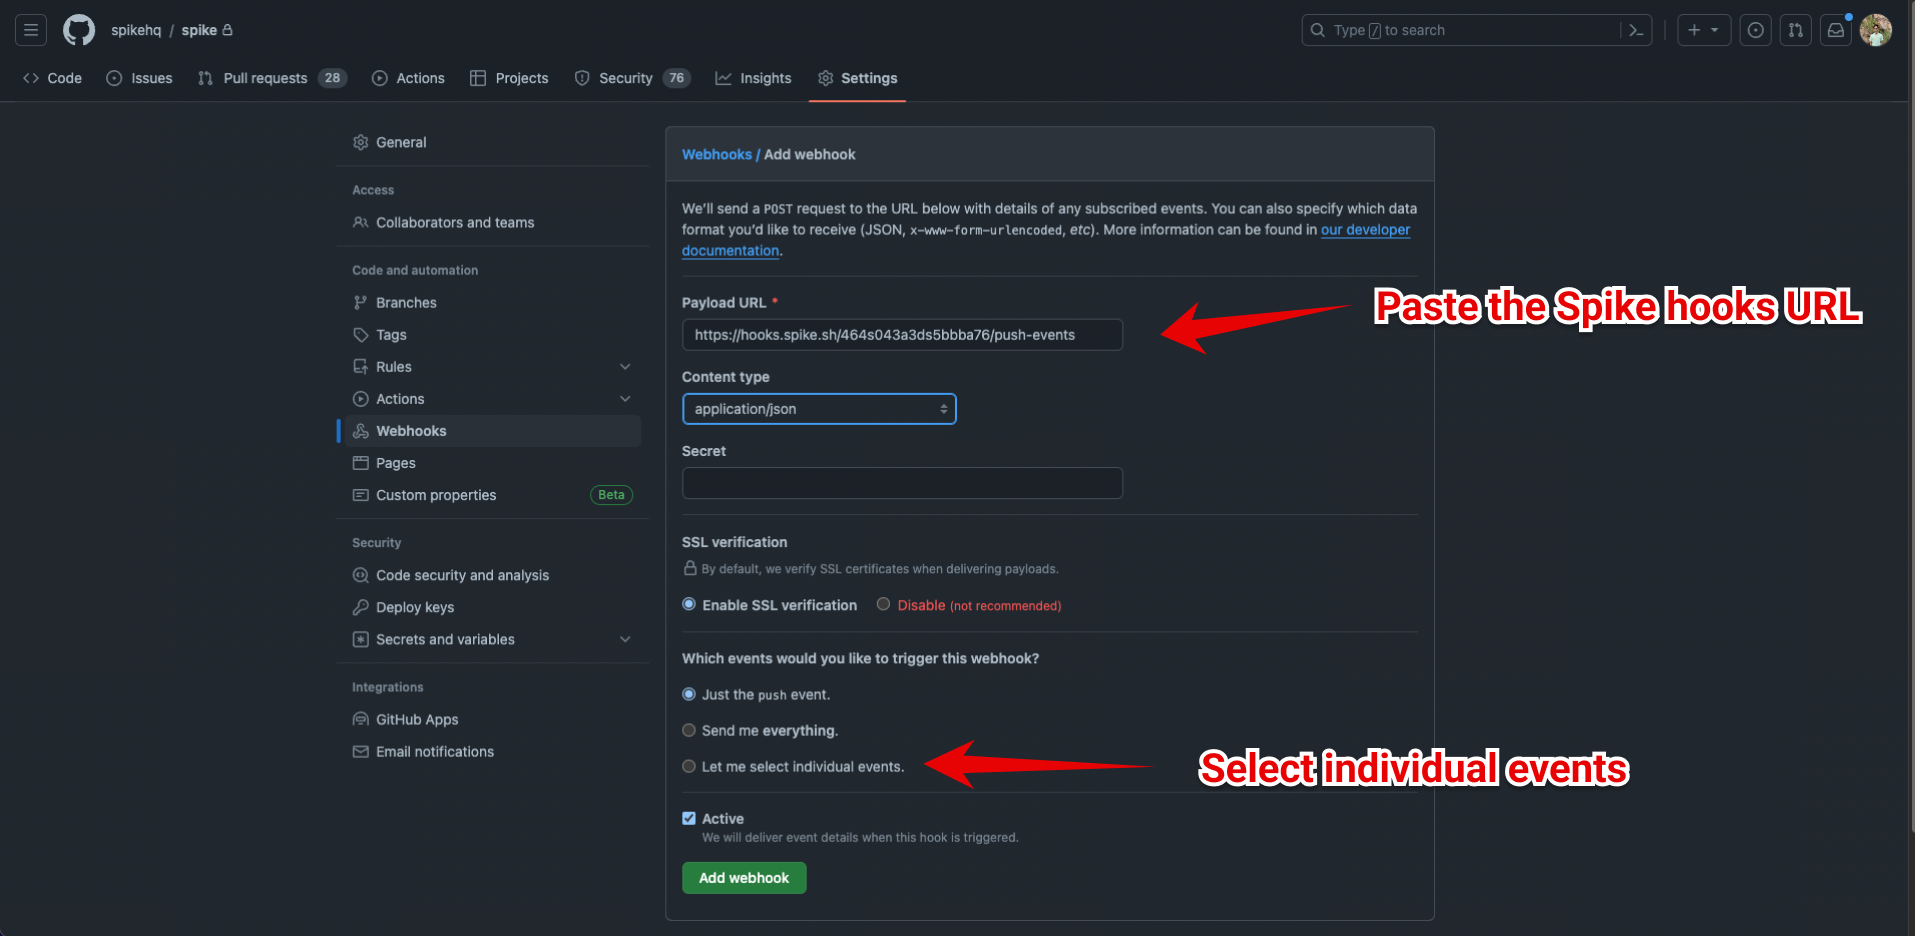 spikehq / spike
Type / to search
Code
Issues
Pull requests 28
Actions
Projects
Security 76
Insights
Settings
General
Access
Collaborators and teams
Code and automation
Branches
Tags
Rules
Actions
Webhooks
Pages
Custom properties Beta
Security
Code security and analysis
Deploy keys
Secrets and variables
Integrations
GitHub Apps
Email notifications
Webhooks / Add webhook
We'll send a POST request to the URL below with details of any subscribed events. You can also specify which data
format you'd like to receive (JSON, x-www-form-urlencoded, etc). More information can be found in our developer
documentation.
Payload URL *
https://hooks.spike.sh/464s043a3ds5bbba76/push-events
Paste the Spike hooks URL
Content type
application/json
Secret
SSL verification
By default, we verify SSL certificates when delivering payloads.
Enable SSL verification Disable (not recommended)
Which events would you like to trigger this webhook?
Just the push event.
Send me everything.
Let me select individual events.
Select individual events
Active
We will deliver event details when this hook is triggered.
Add webhook